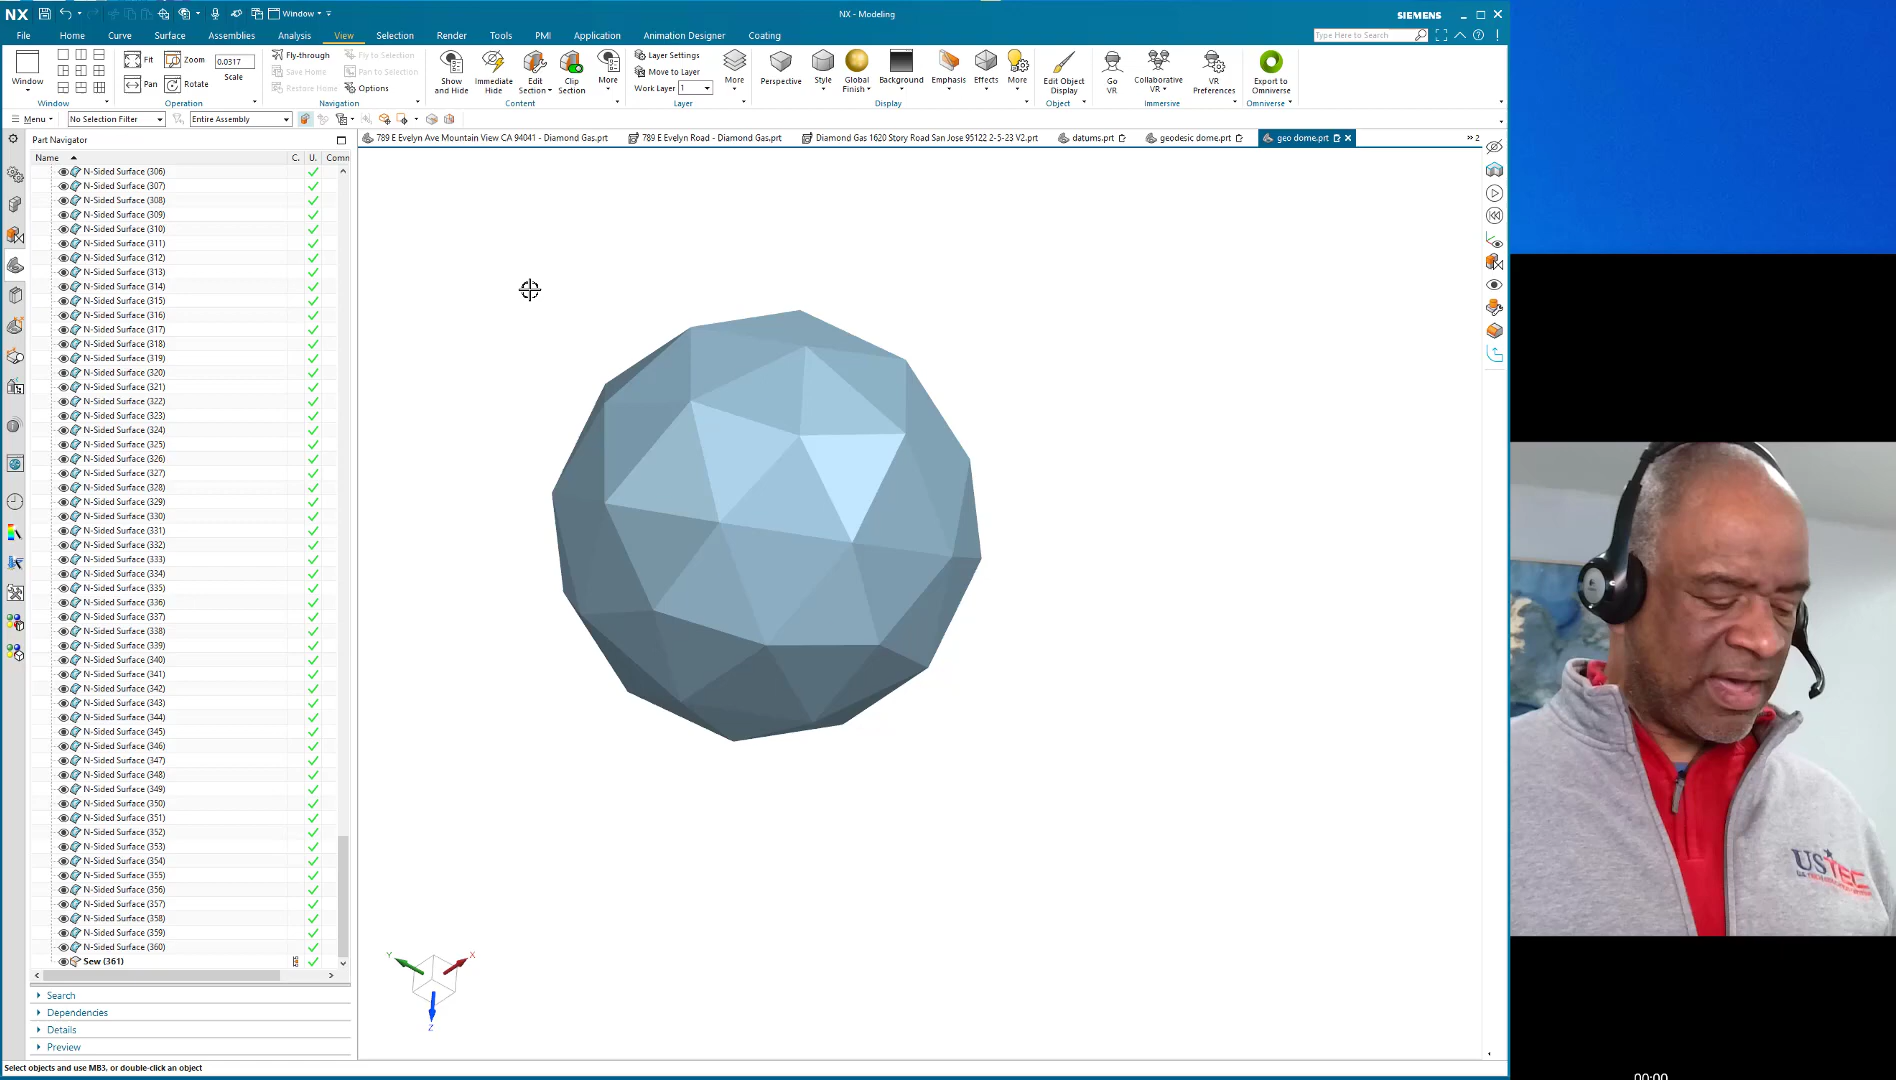 NX
Window
NX - Modeling
SIEMENS
File Home Curve Surface Assemblies Analysis View Selection Render Tools PMI Application Animation Designer Coating
Type Here to Search
Window
Fit
Zoom
0.0317
Pan
Rotate
Scale
Fly-through
Save Home
Restore Home
Fly to Selection
Pan to Selection
Options
Show and Hide
Immediate Hide
Edit Section
Clip Section
More
Layer Settings
Move to Layer
Work Layer 1
More
Perspective
Style
Global Finish
Background
Emphasis
Effects
More
Edit Object Display
Go VR
Collaborative VR
VR Preferences
Export to Omniverse
Window Operation Navigation Content Layer Display Object Immersive Omniverse
Menu
No Selection Filter
Entire Assembly
Part Navigator
789 E Evelyn Ave Mountain View CA 94041 - Diamond Gas.prt
789 E Evelyn Road - Diamond Gas.prt
Diamond Gas 1620 Story Road San Jose 95122 2-5-23 V2.prt
datums.prt
geodesic dome.prt
geo dome.prt
2
Name C. U. Comn
N-Sided Surface (306)
N-Sided Surface (307)
N-Sided Surface (308)
N-Sided Surface (309)
N-Sided Surface (310)
N-Sided Surface (311)
N-Sided Surface (312)
N-Sided Surface (313)
N-Sided Surface (314)
N-Sided Surface (315)
N-Sided Surface (316)
N-Sided Surface (317)
N-Sided Surface (318)
N-Sided Surface (319)
N-Sided Surface (320)
N-Sided Surface (321)
N-Sided Surface (322)
N-Sided Surface (323)
N-Sided Surface (324)
N-Sided Surface (325)
N-Sided Surface (326)
N-Sided Surface (327)
N-Sided Surface (328)
N-Sided Surface (329)
N-Sided Surface (330)
N-Sided Surface (331)
N-Sided Surface (332)
N-Sided Surface (333)
N-Sided Surface (334)
N-Sided Surface (335)
N-Sided Surface (336)
N-Sided Surface (337)
N-Sided Surface (338)
N-Sided Surface (339)
N-Sided Surface (340)
N-Sided Surface (341)
N-Sided Surface (342)
N-Sided Surface (343)
N-Sided Surface (344)
N-Sided Surface (345)
N-Sided Surface (346)
N-Sided Surface (347)
N-Sided Surface (348)
N-Sided Surface (349)
N-Sided Surface (350)
N-Sided Surface (351)
N-Sided Surface (352)
N-Sided Surface (353)
N-Sided Surface (354)
N-Sided Surface (355)
N-Sided Surface (356)
N-Sided Surface (357)
N-Sided Surface (358)
N-Sided Surface (359)
N-Sided Surface (360)
Sew (361)
Search
Dependencies
Details
Preview
Y
X
Z
Select objects and use MB3, or double-click an object
USTEC
00:00